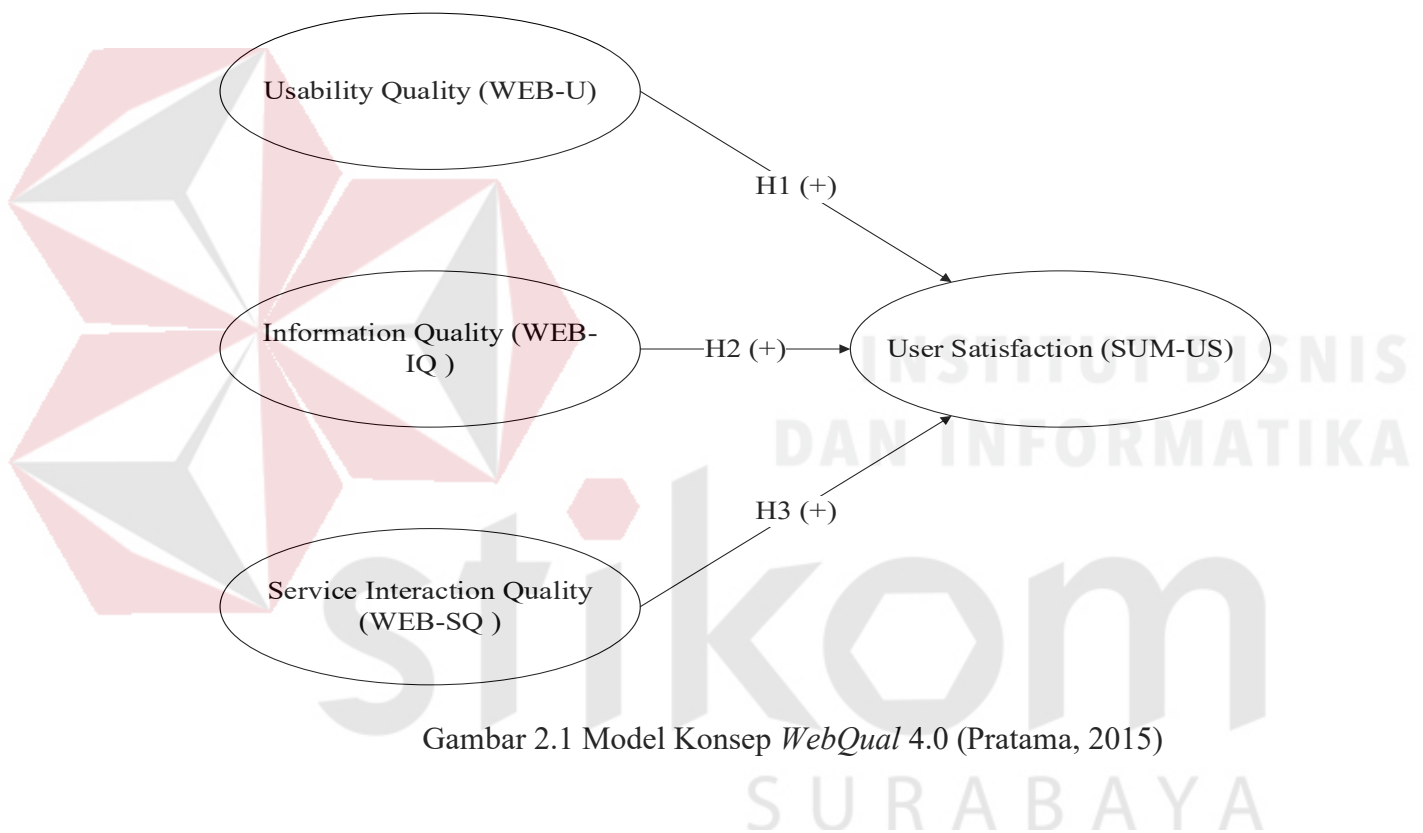 Usability Quality (WEB-U)
H1 (+)
Information Quality (WEB-
IQ )
H2 (+)
User Satisfaction (SUM-US)
INSTITUT BISNIS
DAN INFORMATIKA
H3 (+)
Service Interaction Quality
(WEB-SQ )
stikom
Gambar 2.1 Model Konsep WebQual 4.0 (Pratama, 2015)
SURABAYA